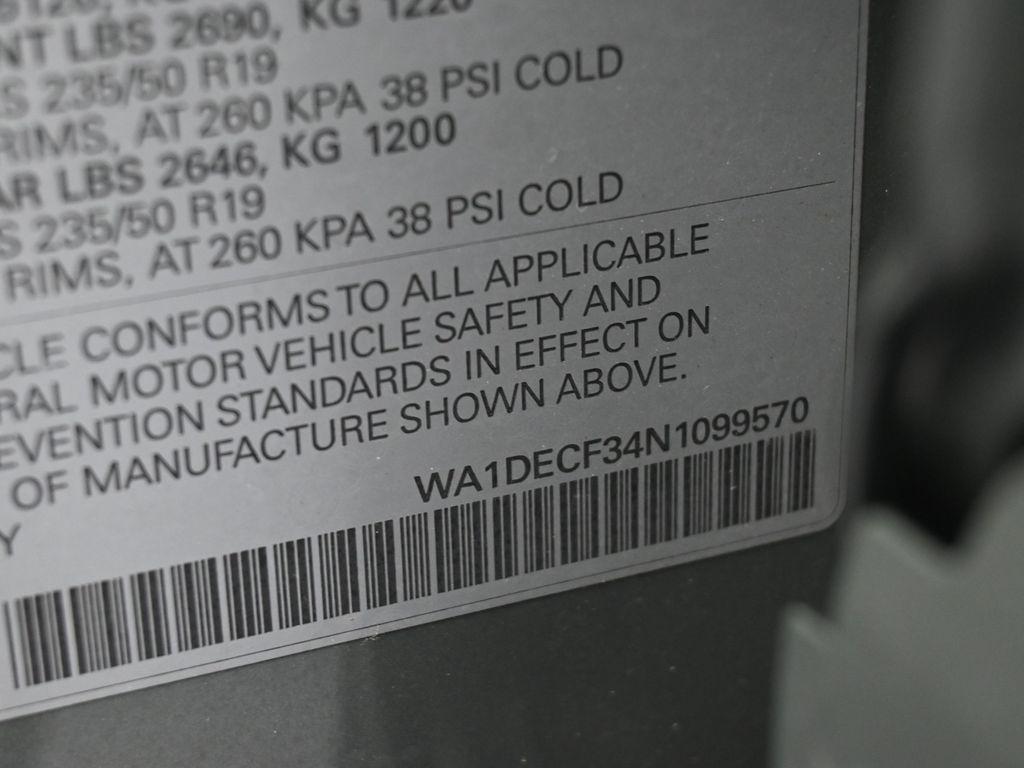 NT LBS 2690, KG 1220
S 235/50 R19
RIMS, AT 260 KPA 38 PSI COLD
AR LBS 2646, KG 1200
S 235/50 R19
RIMS, AT 260 KPA 38 PSI COLD
CLE CONFORMS TO ALL APPLICABLE
RAL MOTOR VEHICLE SAFETY AND
EVENTION STANDARDS IN EFFECT ON
OF MANUFACTURE SHOWN ABOVE.
WA1DECF34N1099570
Y